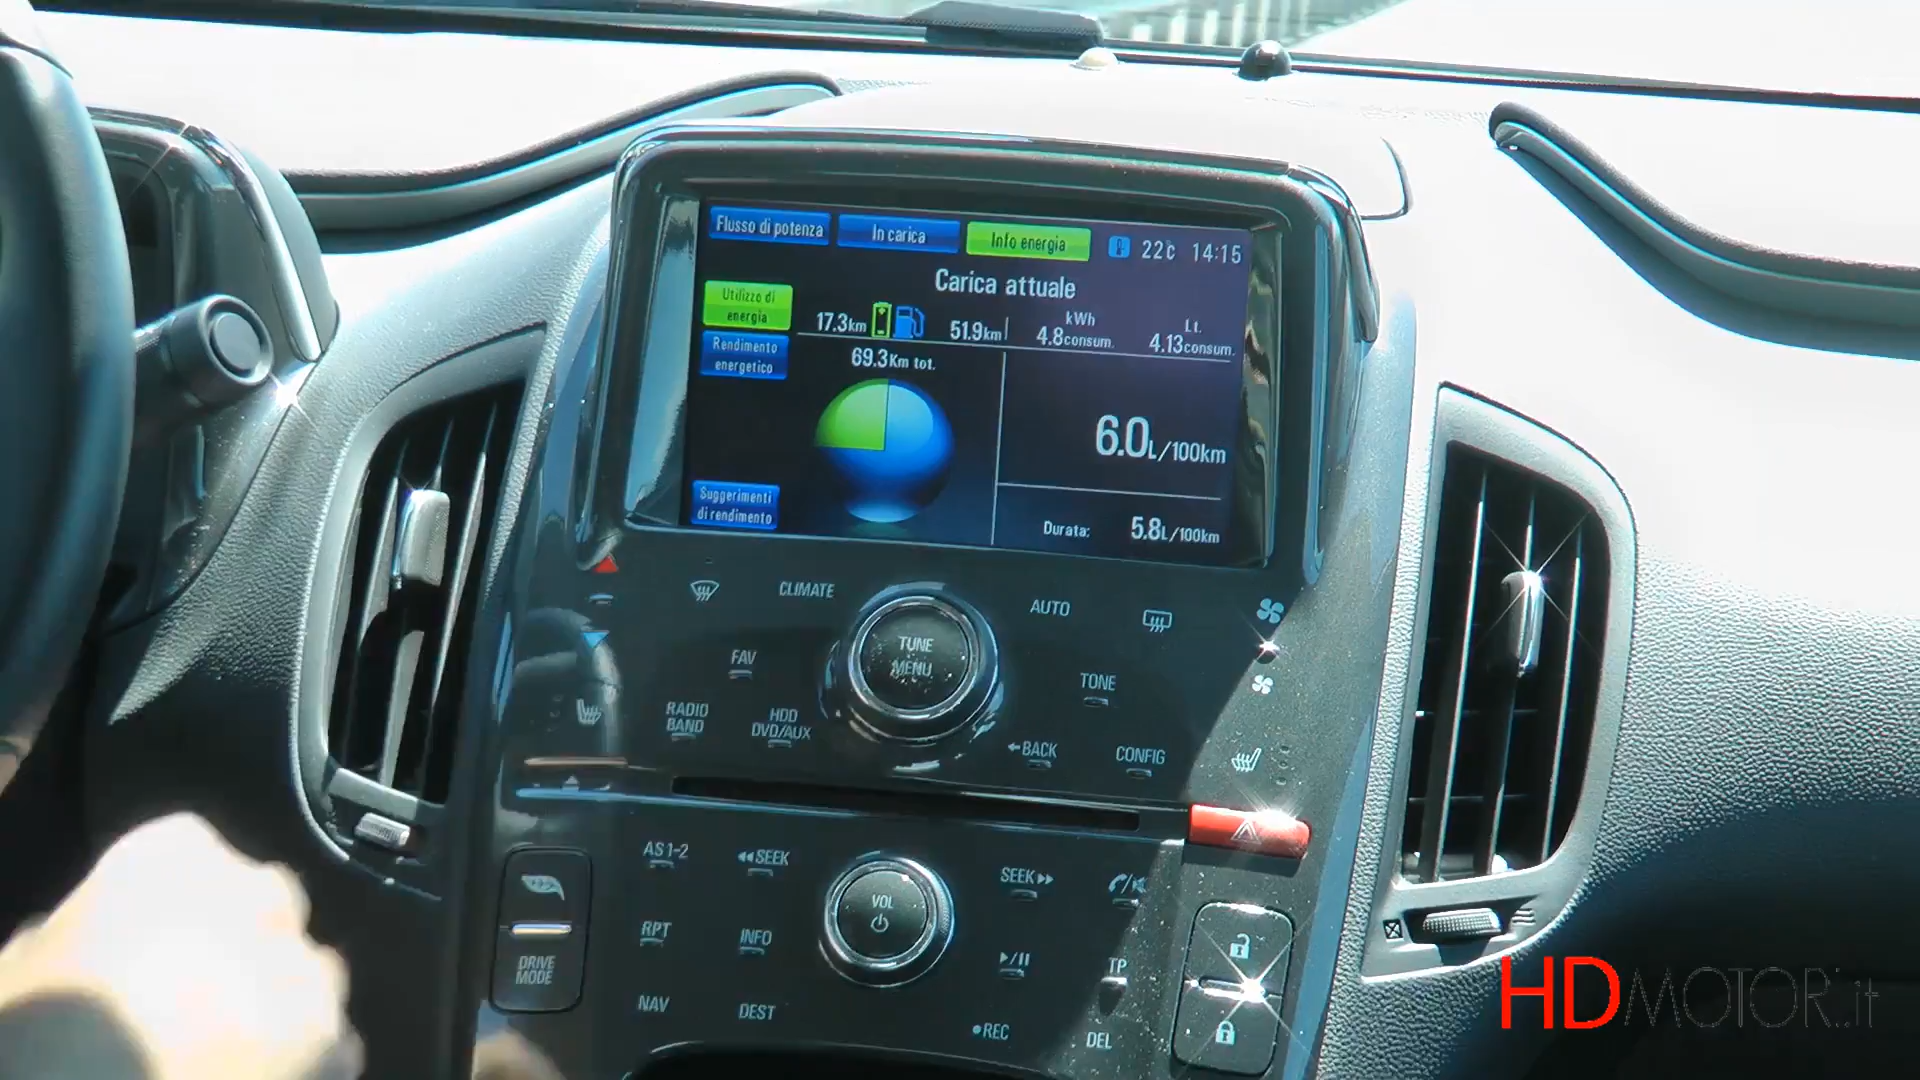 Flusso di potenza
In carica
Info energia
22c 14:15
Carica attuale
Utilizzo di
energia
17.3km
51.9km
kWh
4.8consum.
Lt.
4.13consum.
Rendimento
energetico
69.3Km tot.
6.0L/100km
Suggerimenti
di rendimento
Durata: 5.8L/100km
CLIMATE
AUTO
TUNE
MENU
FAV
TONE
RADIO
BAND
HDD
DVD/AUX
BACK
CONFIG
AS 1-2
SEEK
SEEK
VOL
RPT
INFO
TP
DRIVE
MODE
NAV
DEST
REC
DEL
HDMOTOR.it